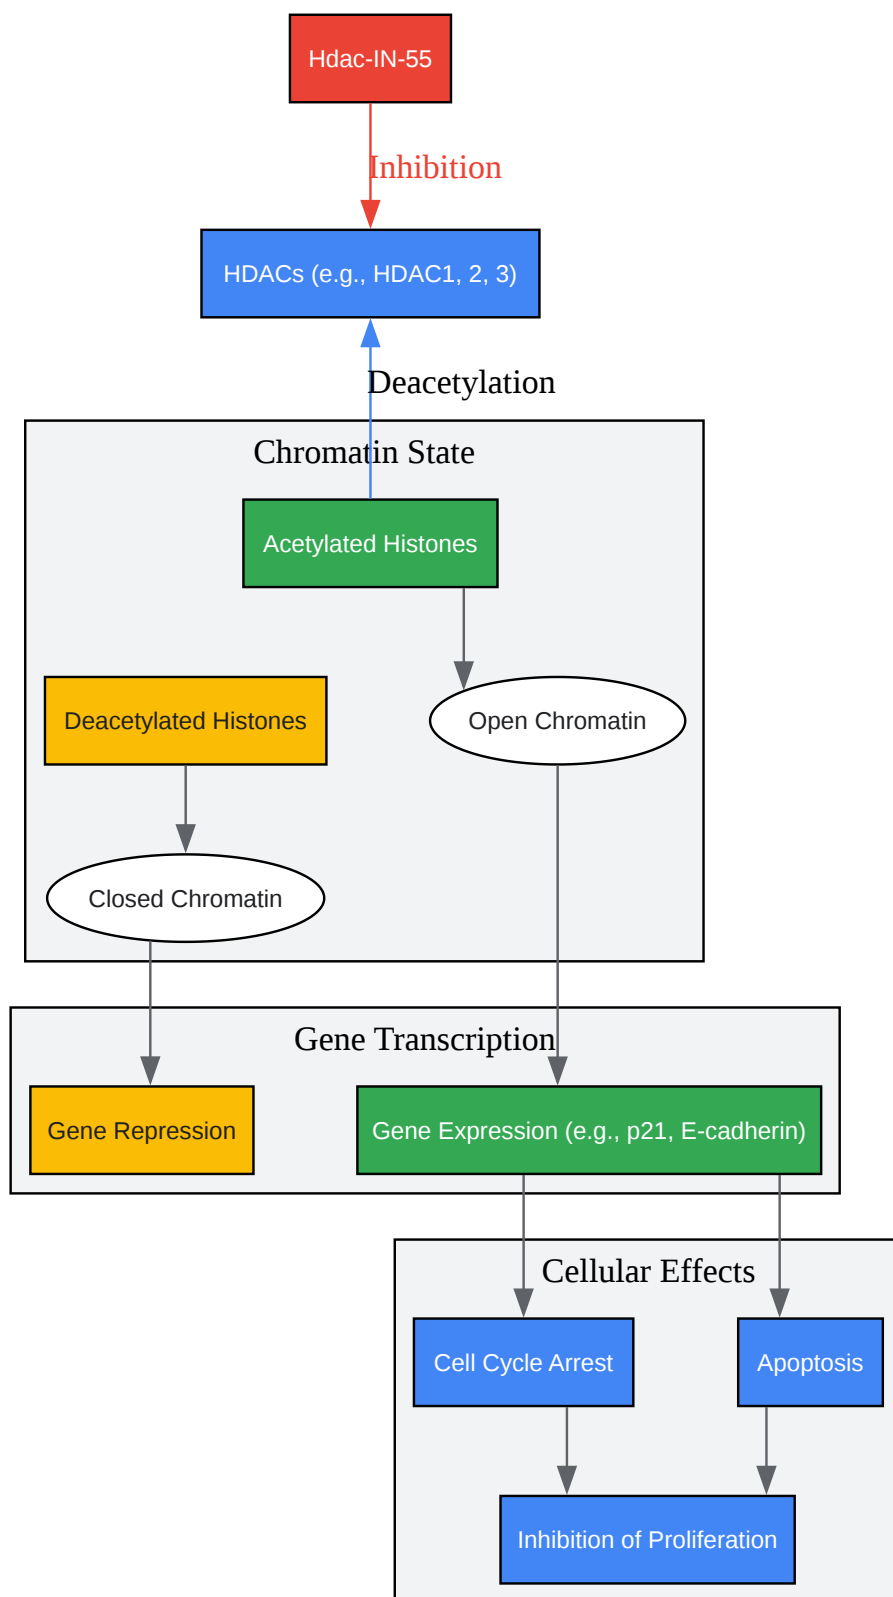 Hdac-IN-55
Inhibition
HDACs (e.g., HDAC1, 2, 3)
Deacetylation
Chromatin State
Acetylated Histones
Deacetylated Histones
Open Chromatin
Closed Chromatin
Gene Transcription
Gene Repression
Gene Expression (e.g., p21, E-cadherin)
Cellular Effects
Cell Cycle Arrest
Apoptosis
Inhibition of Proliferation